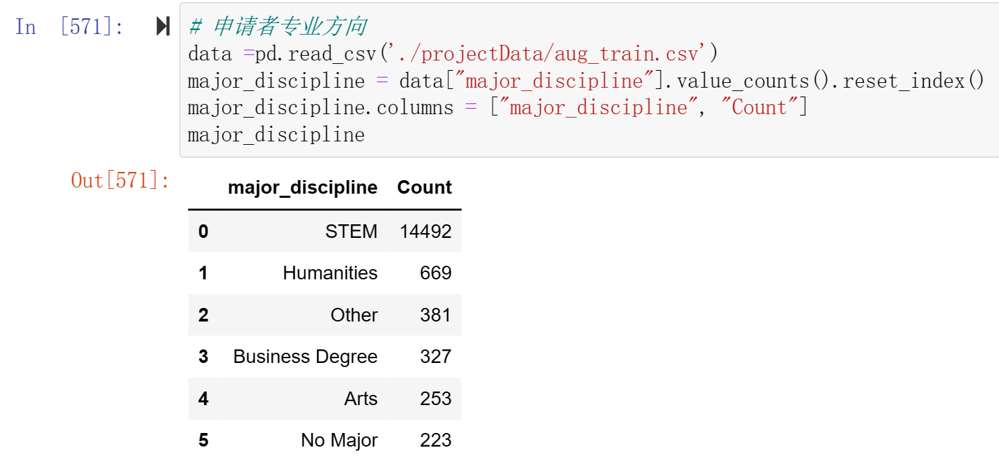 In [571]:
# 申请者专业方向
data =pd.read_csv('./projectData/aug_train.csv')
major_discipline = data["major_discipline"].value_counts().reset_index()
major_discipline.columns = ["major_discipline", "Count"]
major_discipline
Out[571]:
major_discipline Count
0 STEM 14492
1 Humanities 669
2 Other 381
3 Business Degree 327
4 Arts 253
5 No Major 223